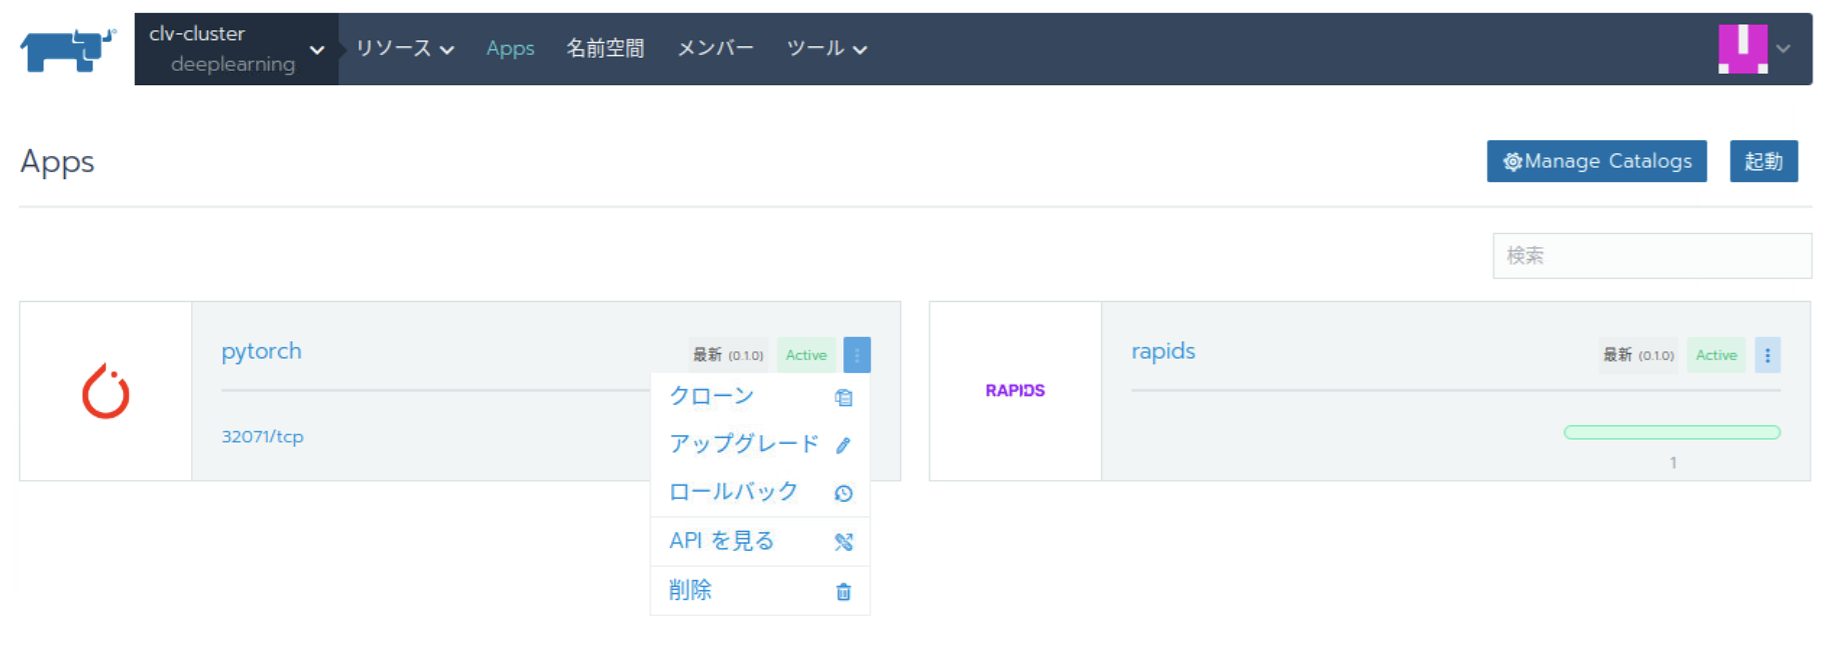 clv-cluster
deeplearning
リソース Apps 名前空間 メンバー ツール
Apps
Manage Catalogs 起動
検索
pytorch 最新 (0.1.0) Active
32071/tcp
クローン
アップグレード
ロールバック
API を見る
削除
RAPIDS
rapids 最新 (0.1.0) Active
1